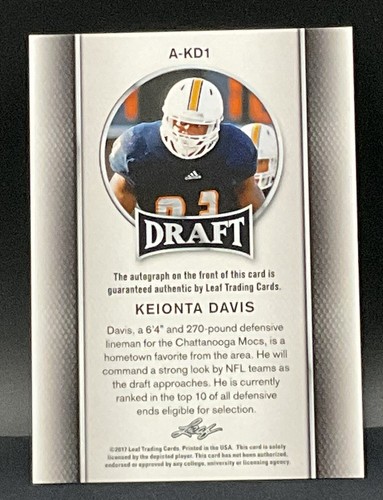 A-KD1
adidas
DRAFT
The autograph on the front of this card is
guaranteed authentic by Leaf Trading Cards.
KEIONTA DAVIS
Davis, a 6'4" and 270-pound defensive
lineman for the Chattanooga Mocs, is a
hometown favorite from the area. He will
command a strong look by NFL teams as
the draft approaches. He is currently
ranked in the top 10 of all defensive
ends eligible for selection.
Leaf
©2017 Leaf Trading Cards. Printed in the USA. This card is solely
licensed by the depicted player. This card has not been authorized,
endorsed or approved by any college, university or licensing agency.